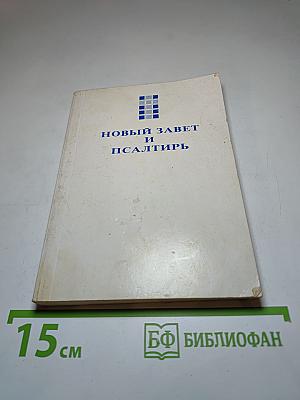 НОВЫЙ ЗАВЕТ
И
ПСАЛТИРЬ
15 см
БФ БИБЛИОФАН